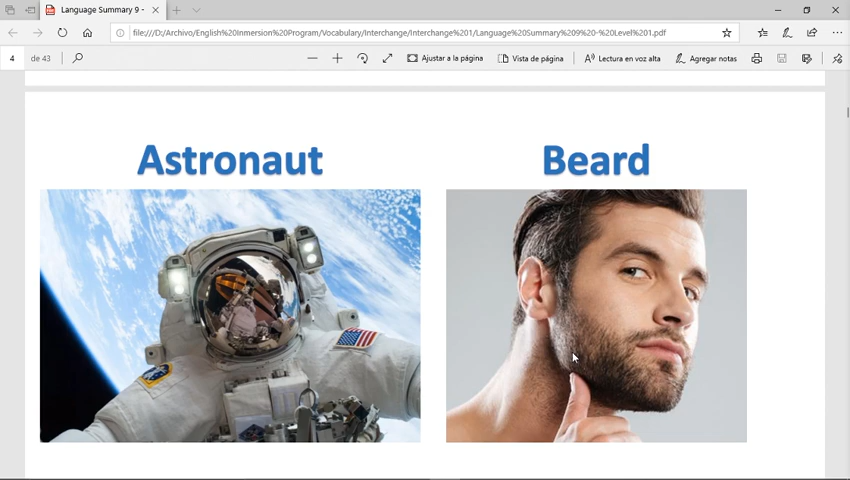 Language Summary 9 -
file:///D:/Archivo/English%20Inmersion%20Program/Vocabulary/Interchange/Interchange%201/Language%20Summary%209%20-%20Level%201.pdf
4 de 43
Ajustar a la página
Vista de página
Lectura en voz alta
Agregar notas
Astronaut
Beard